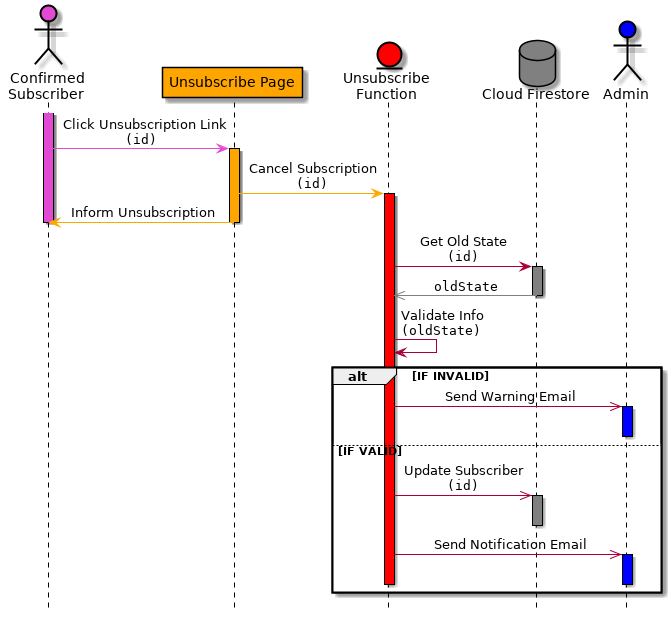 Confirmed
Subscriber
Unsubscribe Page
Unsubscribe
Function
Cloud Firestore
Admin
Click Unsubscription Link
(id)
Cancel Subscription
(id)
Inform Unsubscription
Get Old State
(id)
oldState
Validate Info
(oldState)
alt
[IF INVALID]
Send Warning Email
[IF VALID]
Update Subscriber
(id)
Send Notification Email